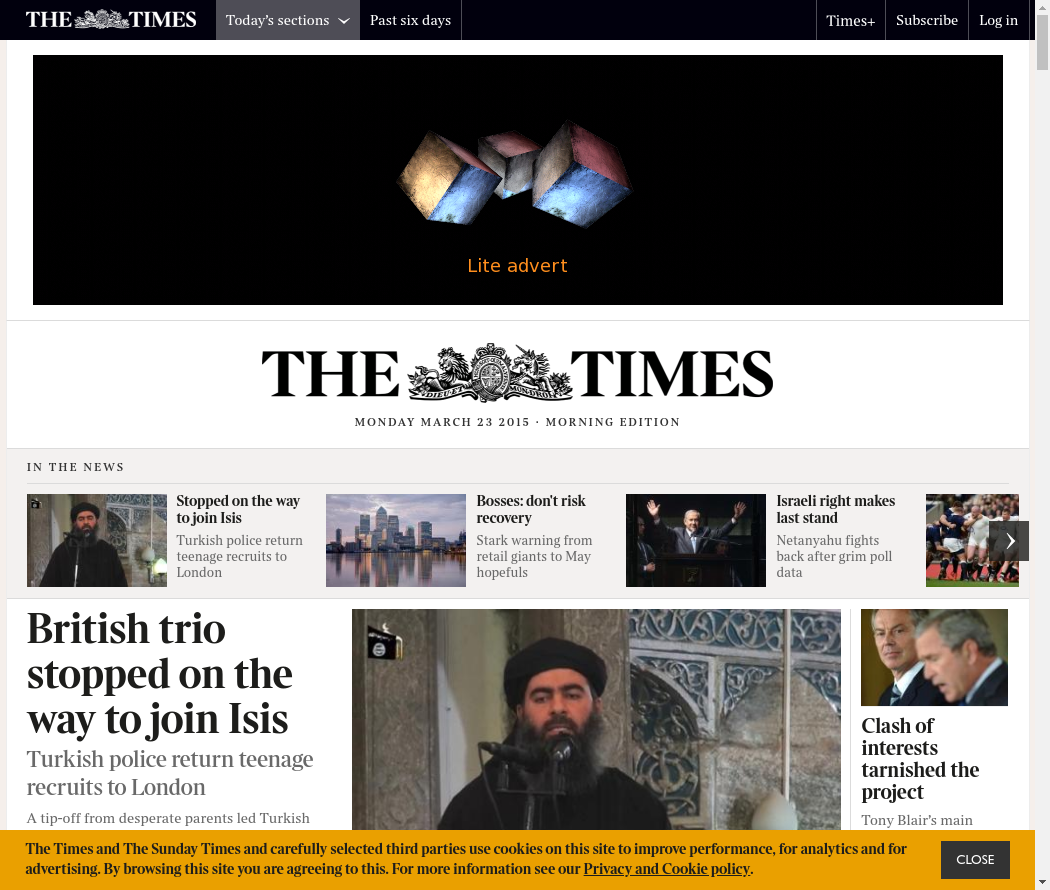 THE TIMES Today's sections Past six days Times+ Subscribe Log in
Lite advert
THE TIMES
DIEU ET MON DROIT
MONDAY MARCH 23 2015 · MORNING EDITION
IN THE NEWS
Stopped on the way
to join Isis
Turkish police return
teenage recruits to
London
Bosses: don't risk
recovery
Stark warning from
retail giants to May
hopefuls
Israeli right makes
last stand
Netanyahu fights
back after grim poll
data
British trio
stopped on the
way to join Isis
Turkish police return teenage
recruits to London
A tip-off from desperate parents led Turkish
Clash of
interests
tarnished the
project
Tony Blair's main
The Times and The Sunday Times and carefully selected third parties use cookies on this site to improve performance, for analytics and for
advertising. By browsing this site you are agreeing to this. For more information see our Privacy and Cookie policy.
CLOSE